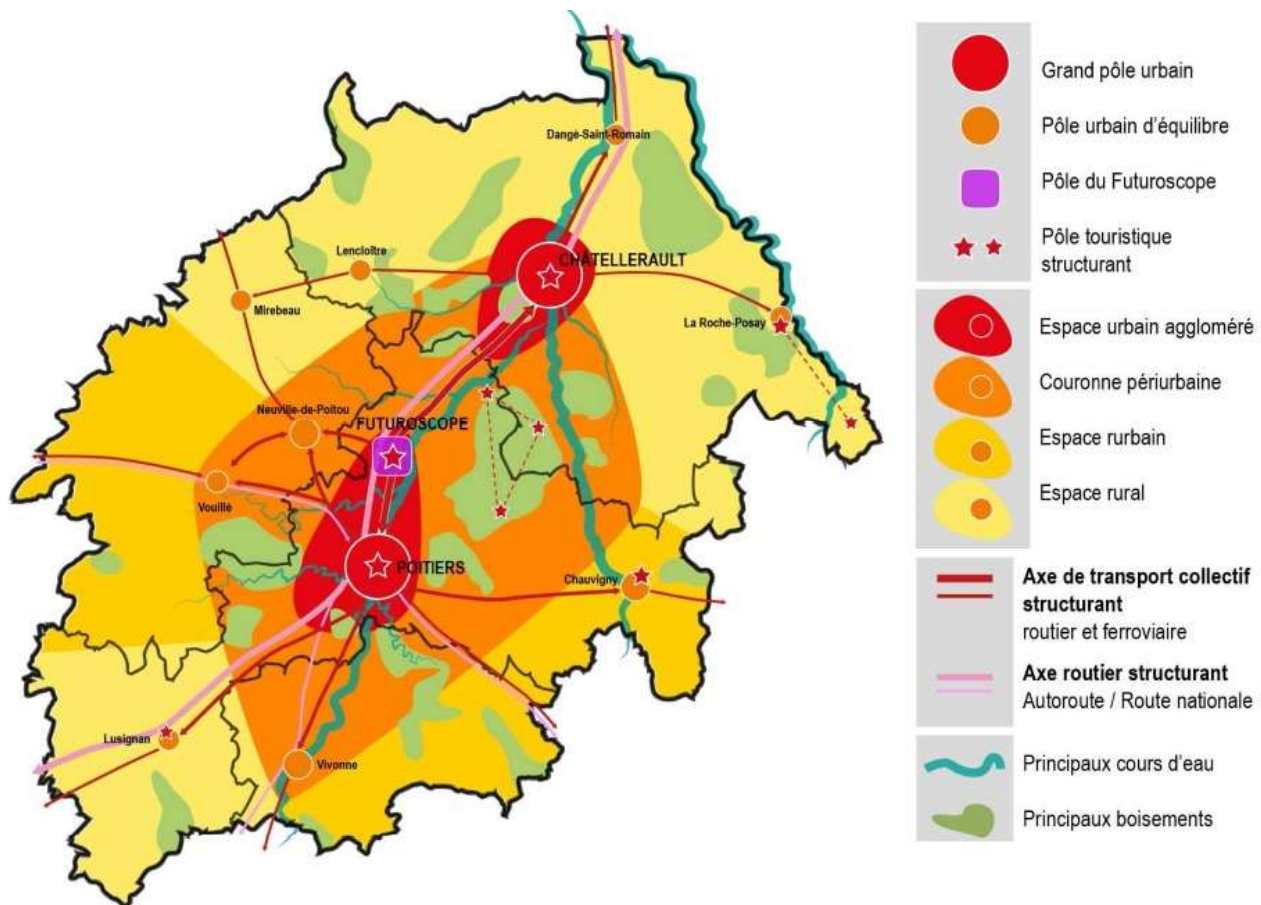 Dangé-Saint-Romain
Lencloître
CHÂTELLERAULT
Mirebeau
La Roche-Posay
Neuville-de-Poitou
FUTUROSCOPE
Vouillé
POITIERS
Chauvigny
Lusignan
Vivonne
Grand pôle urbain
Pôle urbain d'équilibre
Pôle du Futuroscope
Pôle touristique
structurant
Espace urbain aggloméré
Couronne périurbaine
Espace rurbain
Espace rural
Axe de transport collectif
structurant
routier et ferroviaire
Axe routier structurant
Autoroute / Route nationale
Principaux cours d'eau
Principaux boisements